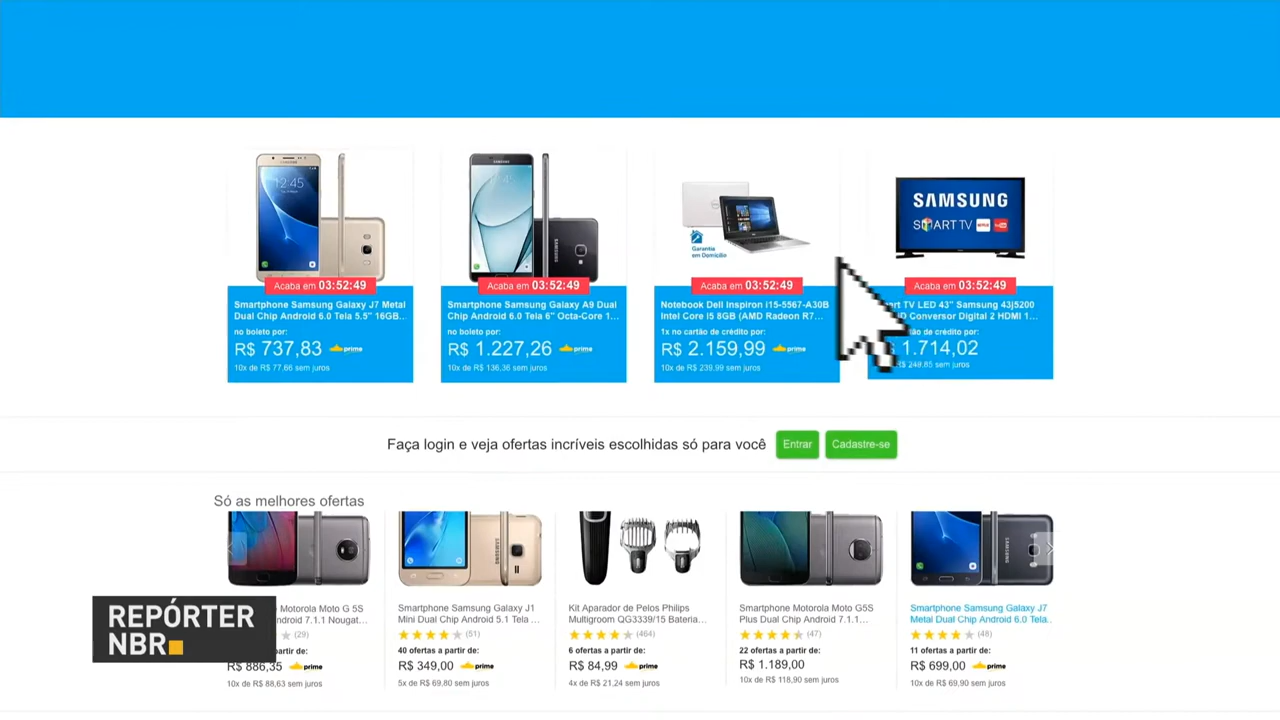 12:45
SAMSUNG
SMART TV
Garantia
em Domicílio
Acaba em 03:52:49
Smartphone Samsung Galaxy J7 Metal
Dual Chip Android 6.0 Tela 5.5" 16GB...
no boleto por:
R$ 737,83 prime
10x de R$ 77,66 sem juros
Acaba em 03:52:49
Smartphone Samsung Galaxy A9 Dual
Chip Android 6.0 Tela 6" Octa-Core 1...
no boleto por:
R$ 1.227,26 prime
10x de R$ 136,36 sem juros
Acaba em 03:52:49
Notebook Dell Inspiron i15-5567-A30B
Intel Core i5 8GB (AMD Radeon R7...
1x no cartão de crédito por:
R$ 2.159,99 prime
10x de R$ 239,99 sem juros
Acaba em 03:52:49
TV LED 43" Samsung 43j5200
Conversor Digital 2 HDMI 1...
de crédito por:
1.714,02
R$ 249,85 sem juros
Faça login e veja ofertas incríveis escolhidas só para você Entrar Cadastre-se
Só as melhores ofertas
Motorola Moto G 5S
Android 7.1.1 Nougat...
(29)
partir de:
R$ 886,35 prime
10x de R$ 88,63 sem juros
Smartphone Samsung Galaxy J1
Mini Dual Chip Android 5.1 Tela ...
(51)
40 ofertas a partir de:
R$ 349,00 prime
5x de R$ 69,80 sem juros
Kit Aparador de Pelos Philips
Multigroom QG3339/15 Bateria...
(464)
6 ofertas a partir de:
R$ 84,99 prime
4x de R$ 21,24 sem juros
Smartphone Motorola Moto G5S
Plus Dual Chip Android 7.1.1...
(47)
22 ofertas a partir de:
R$ 1.189,00
10x de R$ 118,90 sem juros
SAMSUNG
Smartphone Samsung Galaxy J7
Metal Dual Chip Android 6.0 Tela..
(48)
11 ofertas a partir de:
R$ 699,00 prime
10x de R$ 69,90 sem juros
REPÓRTER
NBR